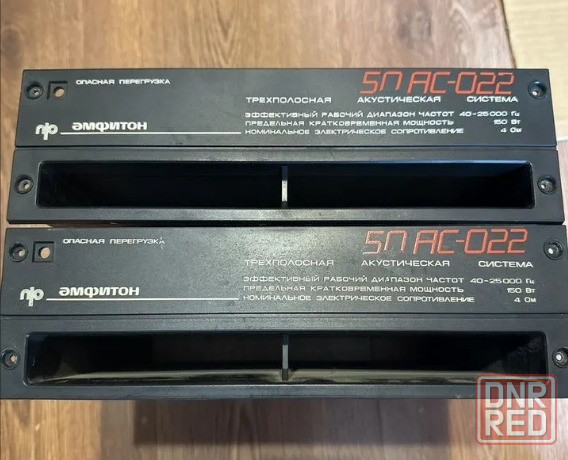 ОПАСНАЯ ПЕРЕГРУЗКА
50 АС-022
ТРЕХПОЛОСНАЯ АКУСТИЧЕСКАЯ СИСТЕМА
ЭФФЕКТИВНЫЙ РАБОЧИЙ ДИАПАЗОН ЧАСТОТ 40-25000 Гц
ПРЕДЕЛЬНАЯ КРАТКОВРЕМЕННАЯ МОЩНОСТЬ 150 Вт
НОМИНАЛЬНОЕ ЭЛЕКТРИЧЕСКОЕ СОПРОТИВЛЕНИЕ 4 Ом
амфитон
ОПАСНАЯ ПЕРЕГРУЗКА
50 АС-022
ТРЕХПОЛОСНАЯ АКУСТИЧЕСКАЯ СИСТЕМА
ЭФФЕКТИВНЫЙ РАБОЧИЙ ДИАПАЗОН ЧАСТОТ 40-25000 Гц
ПРЕДЕЛЬНАЯ КРАТКОВРЕМЕННАЯ МОЩНОСТЬ 150 Вт
НОМИНАЛЬНОЕ ЭЛЕКТРИЧЕСКОЕ СОПРОТИВЛЕНИЕ 4 Ом
амфитон
DNR
RED